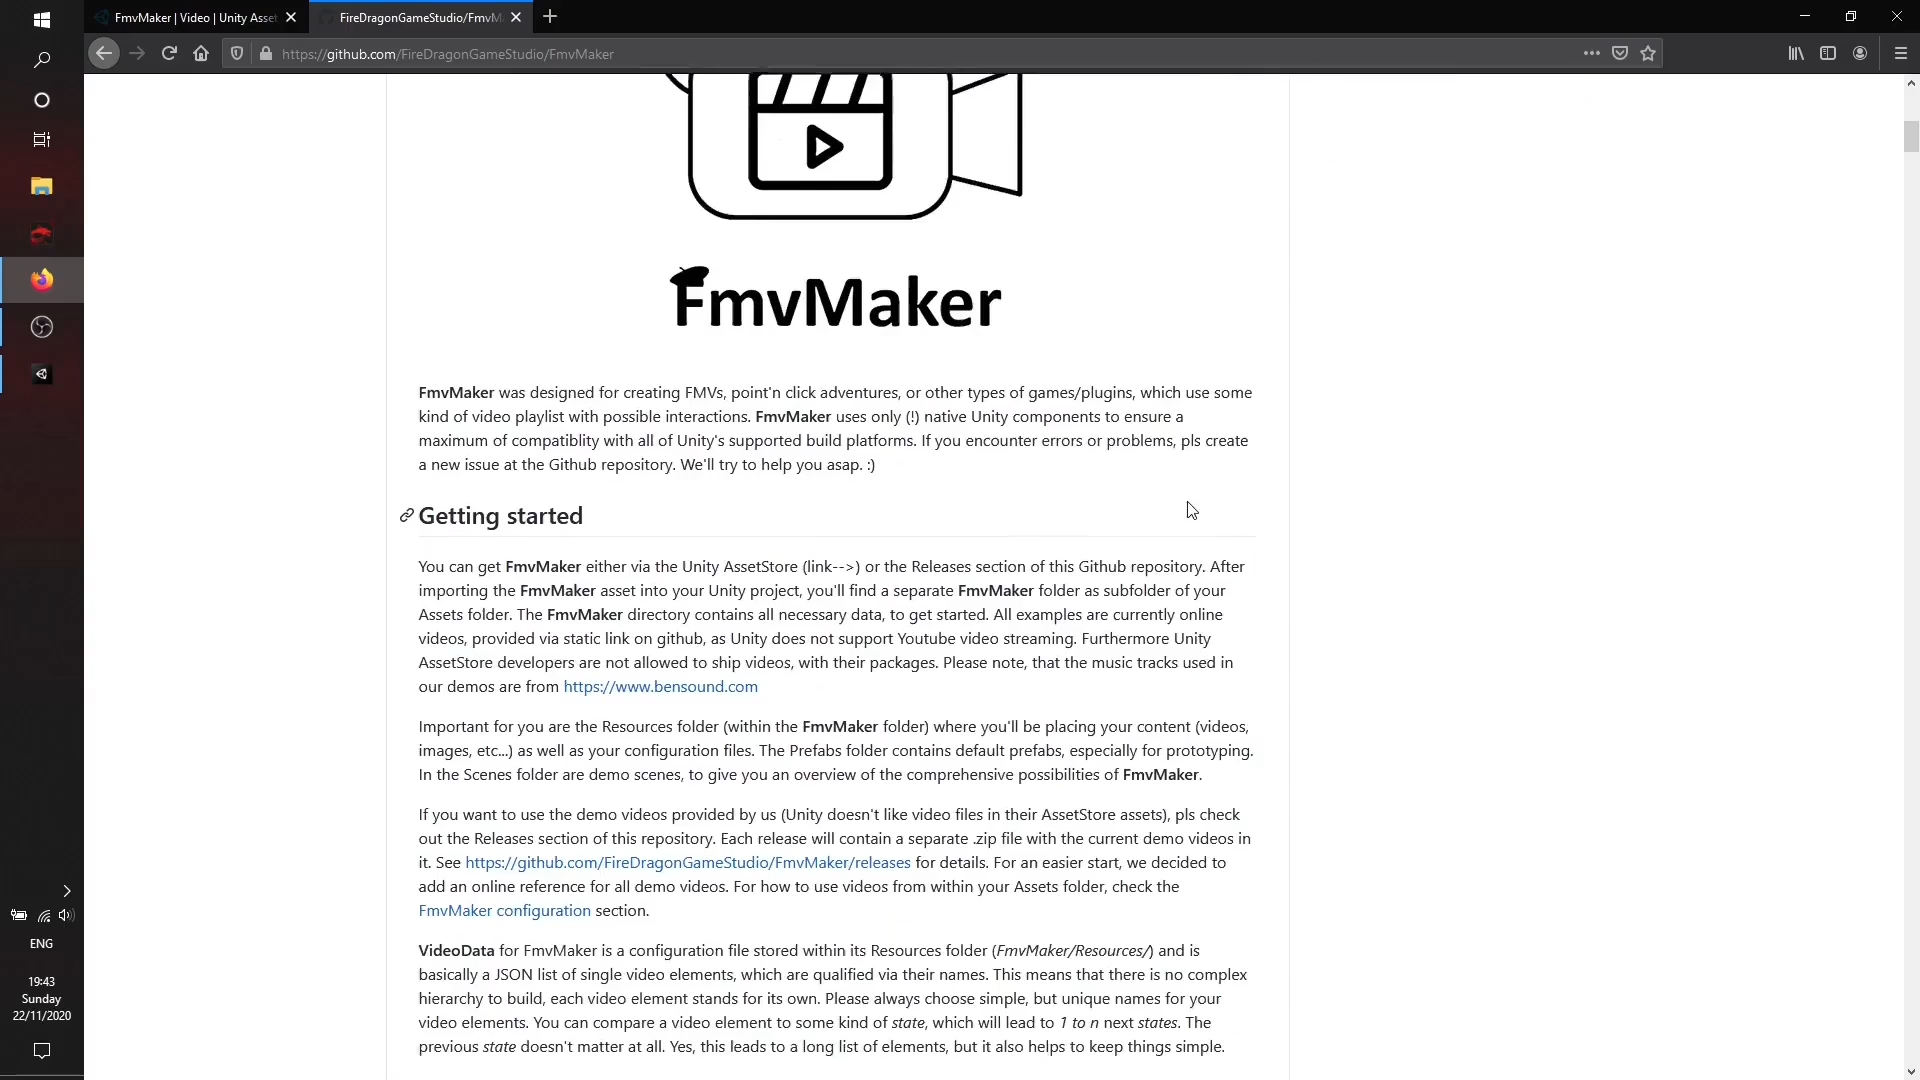 FmvMaker | Video | Unity Asse
FireDragonGameStudio/FmvM
https://github.com/FireDragonGameStudio/FmvMaker
FmvMaker
FmvMaker was designed for creating FMVs, point'n click adventures, or other types of games/plugins, which use some
kind of video playlist with possible interactions. FmvMaker uses only (!) native Unity components to ensure a
maximum of compatiblity with all of Unity's supported build platforms. If you encounter errors or problems, pls create
a new issue at the Github repository. We'll try to help you asap. :)
Getting started
You can get FmvMaker either via the Unity AssetStore (link-->) or the Releases section of this Github repository. After
importing the FmvMaker asset into your Unity project, you'll find a separate FmvMaker folder as subfolder of your
Assets folder. The FmvMaker directory contains all necessary data, to get started. All examples are currently online
videos, provided via static link on github, as Unity does not support Youtube video streaming. Furthermore Unity
AssetStore developers are not allowed to ship videos, with their packages. Please note, that the music tracks used in
our demos are from https://www.bensound.com
Important for you are the Resources folder (within the FmvMaker folder) where you'll be placing your content (videos,
images, etc...) as well as your configuration files. The Prefabs folder contains default prefabs, especially for prototyping.
In the Scenes folder are demo scenes, to give you an overview of the comprehensive possibilities of FmvMaker.
If you want to use the demo videos provided by us (Unity doesn't like video files in their AssetStore assets), pls check
out the Releases section of this repository. Each release will contain a separate .zip file with the current demo videos in
it. See https://github.com/FireDragonGameStudio/FmvMaker/releases for details. For an easier start, we decided to
add an online reference for all demo videos. For how to use videos from within your Assets folder, check the
FmvMaker configuration section.
VideoData for FmvMaker is a configuration file stored within its Resources folder (FmvMaker/Resources/) and is
basically a JSON list of single video elements, which are qualified via their names. This means that there is no complex
hierarchy to build, each video element stands for its own. Please always choose simple, but unique names for your
video elements. You can compare a video element to some kind of state, which will lead to 1 to n next states. The
previous state doesn't matter at all. Yes, this leads to a long list of elements, but it also helps to keep things simple.
ENG
19:43
Sunday
22/11/2020